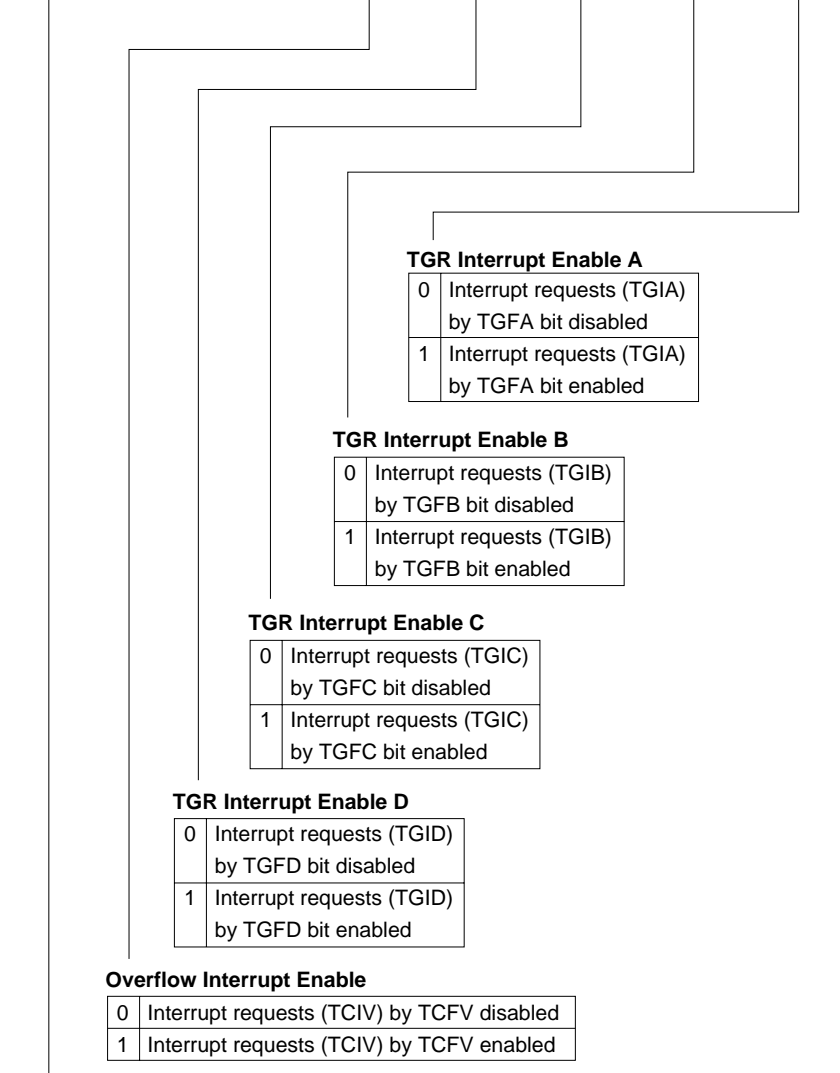 TGR Interrupt Enable A
0 Interrupt requests (TGIA)
by TGFA bit disabled
1 Interrupt requests (TGIA)
by TGFA bit enabled
TGR Interrupt Enable B
0 Interrupt requests (TGIB)
by TGFB bit disabled
1 Interrupt requests (TGIB)
by TGFB bit enabled
TGR Interrupt Enable C
0 Interrupt requests (TGIC)
by TGFC bit disabled
1 Interrupt requests (TGIC)
by TGFC bit enabled
TGR Interrupt Enable D
0 Interrupt requests (TGID)
by TGFD bit disabled
1 Interrupt requests (TGID)
by TGFD bit enabled
Overflow Interrupt Enable
0 Interrupt requests (TCIV) by TCFV disabled
1 Interrupt requests (TCIV) by TCFV enabled